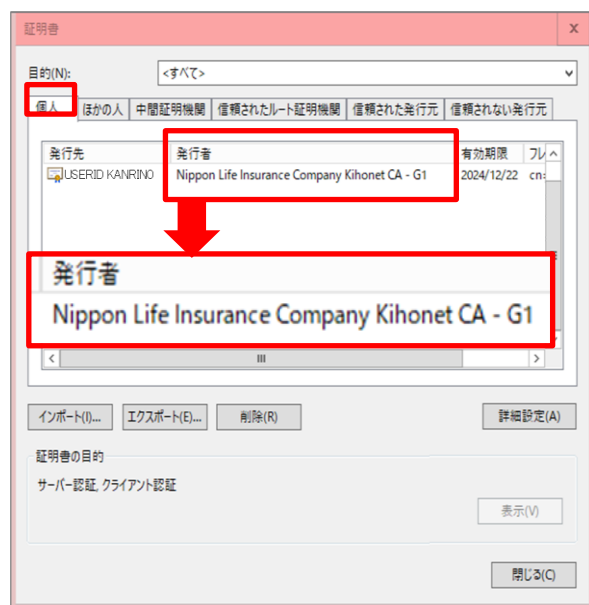 証明書
x
目的(N):
<すべて>
個人
ほかの人
中間証明機関
信頼されたルート証明機関
信頼された発行元
信頼されない発行元
発行先
発行者
有効期限
フレ
USERID KANRINO
Nippon Life Insurance Company Kihonet CA - G1
2024/12/22
cn=
発行者
Nippon Life Insurance Company Kihonet CA - G1
インポート(I)...
エクスポート(E)...
削除(R)
詳細設定(A)
証明書の目的
サーバー認証, クライアント認証
表示(V)
閉じる(C)